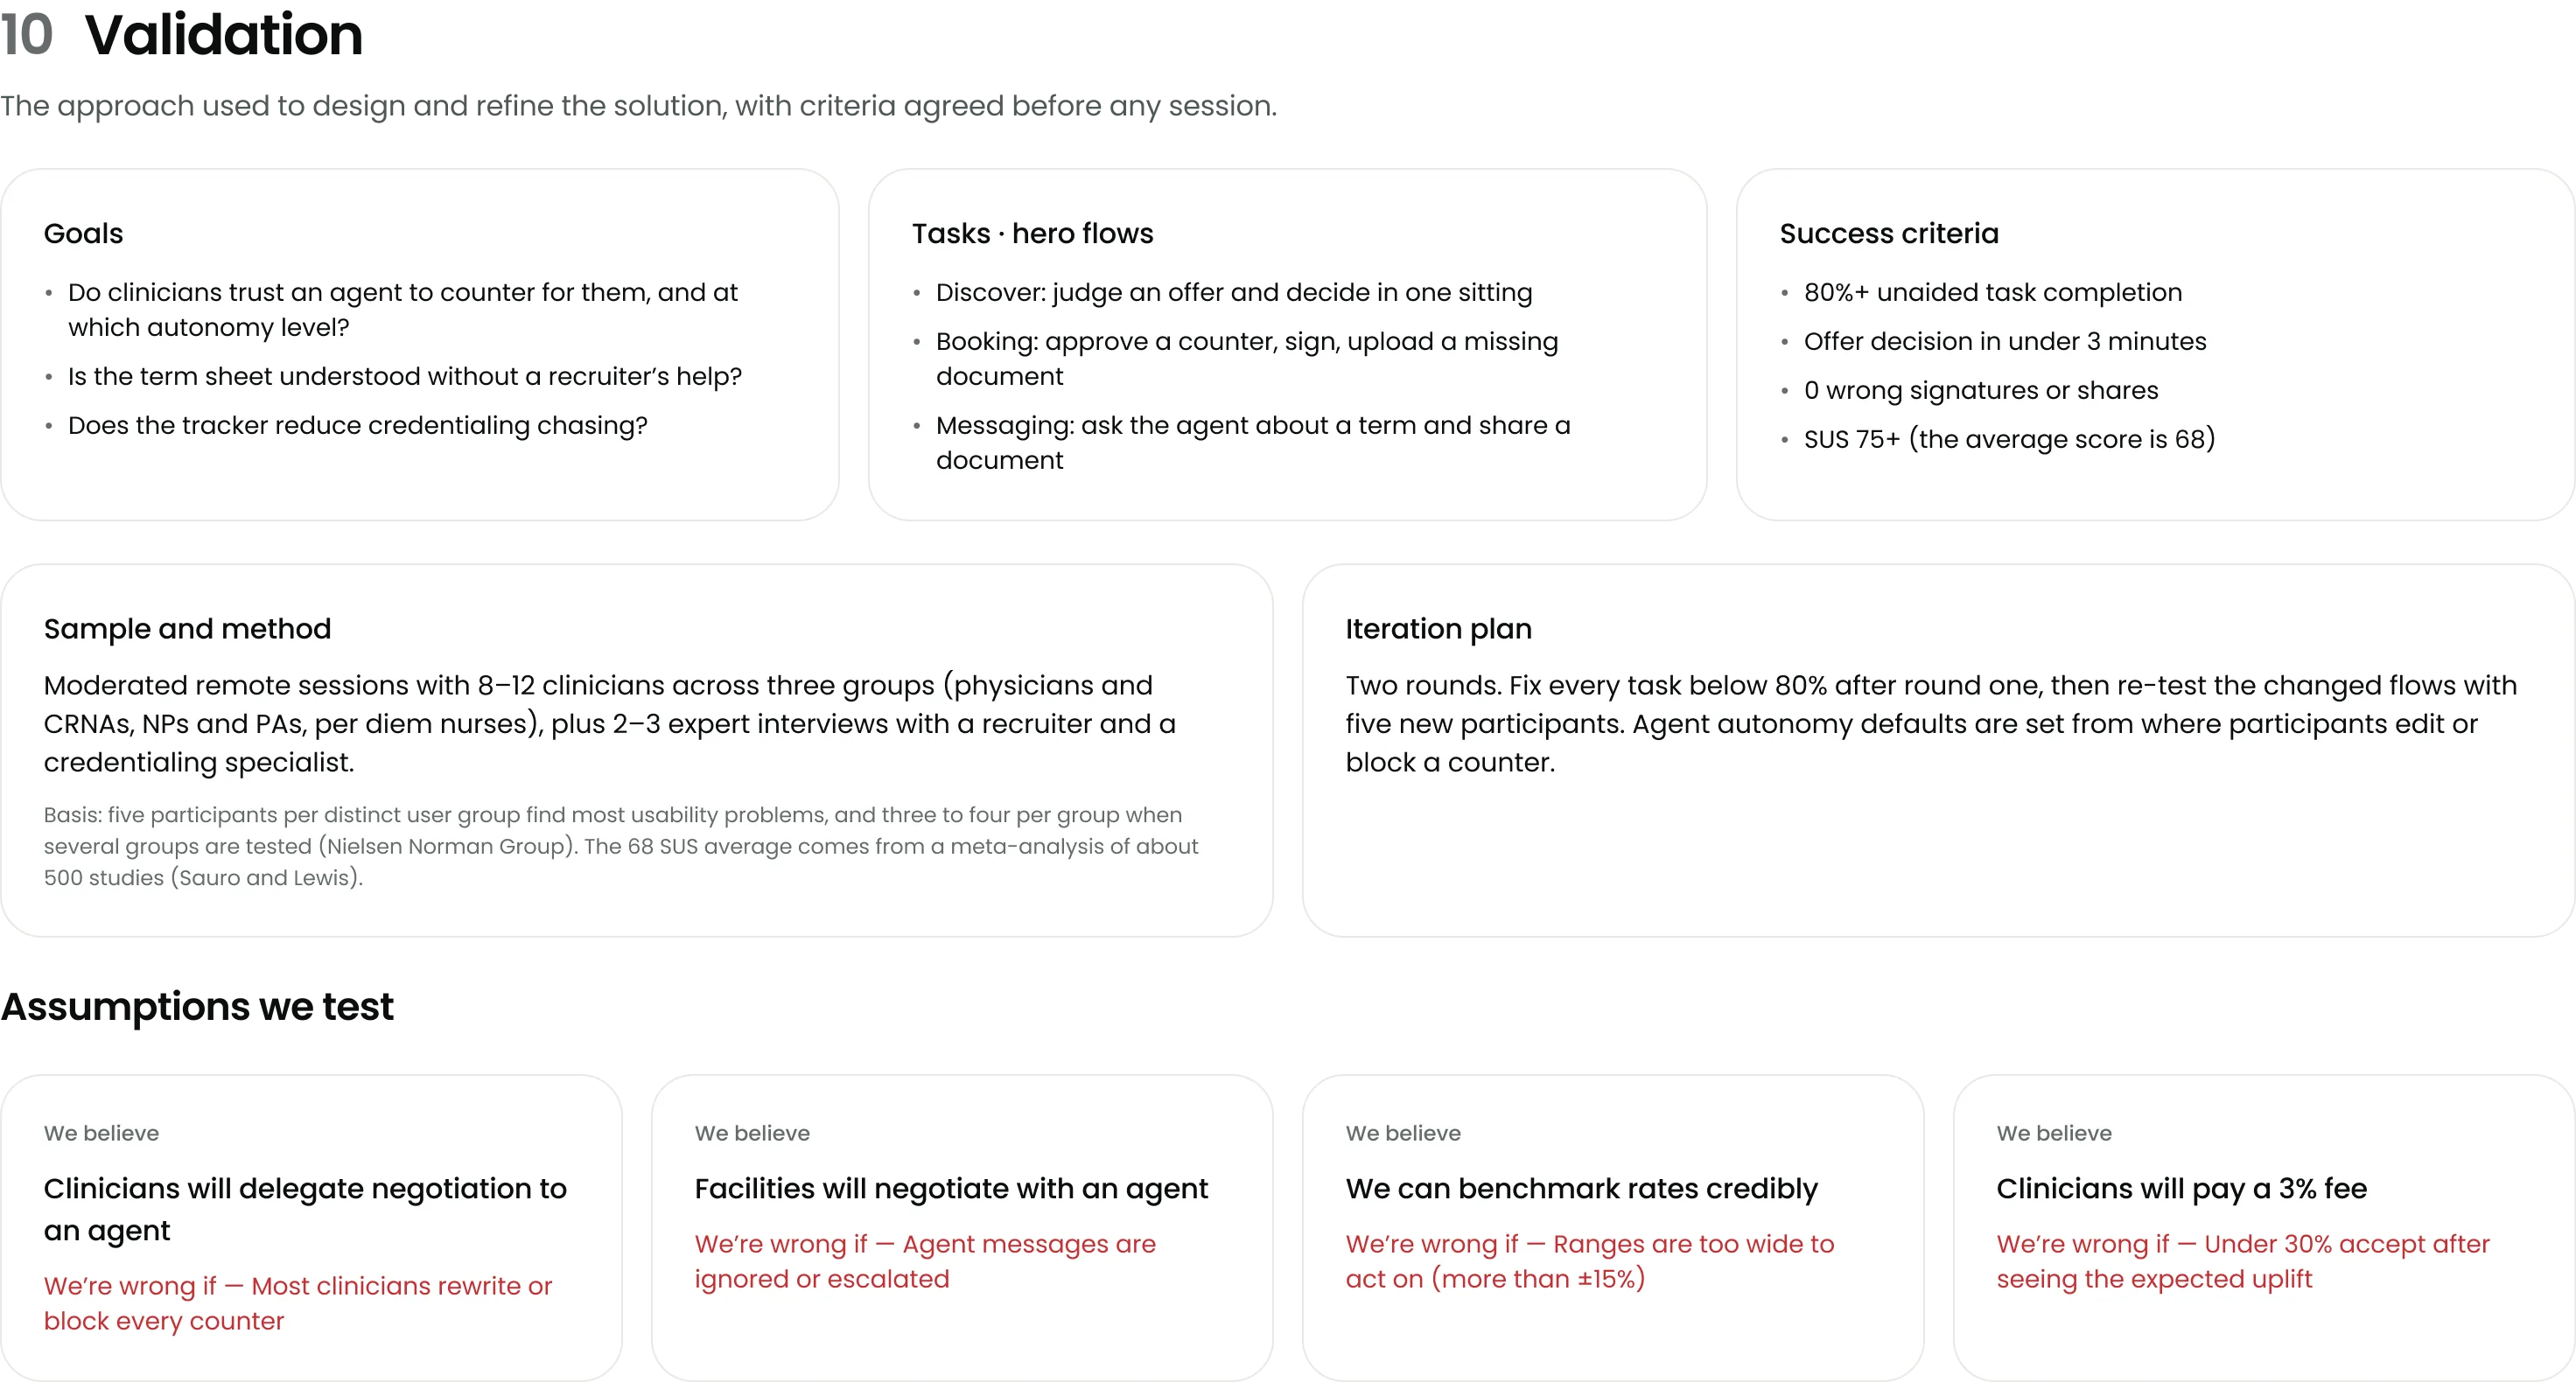 10 Validation
The approach used to design and refine the solution, with criteria agreed before any session.
Goals
• Do clinicians trust an agent to counter for them, and at
which autonomy level?
• Is the term sheet understood without a recruiter’s help?
• Does the tracker reduce credentialing chasing?
Tasks · hero flows
• Discover: judge an offer and decide in one sitting
• Booking: approve a counter, sign, upload a missing
document
• Messaging: ask the agent about a term and share a
document
Success criteria
• 80%+ unaided task completion
• Offer decision in under 3 minutes
• 0 wrong signatures or shares
• SUS 75+ (the average score is 68)
Sample and method
Moderated remote sessions with 8–12 clinicians across three groups (physicians and
CRNAs, NPs and PAs, per diem nurses), plus 2–3 expert interviews with a recruiter and a
credentialing specialist.
Basis: five participants per distinct user group find most usability problems, and three to four per group when
several groups are tested (Nielsen Norman Group). The 68 SUS average comes from a meta-analysis of about
500 studies (Sauro and Lewis).
Iteration plan
Two rounds. Fix every task below 80% after round one, then re-test the changed flows with
five new participants. Agent autonomy defaults are set from where participants edit or
block a counter.
Assumptions we test
We believe
Clinicians will delegate negotiation to
an agent
We’re wrong if — Most clinicians rewrite or
block every counter
We believe
Facilities will negotiate with an agent
We’re wrong if — Agent messages are
ignored or escalated
We believe
We can benchmark rates credibly
We’re wrong if — Ranges are too wide to
act on (more than ±15%)
We believe
Clinicians will pay a 3% fee
We’re wrong if — Under 30% accept after
seeing the expected uplift